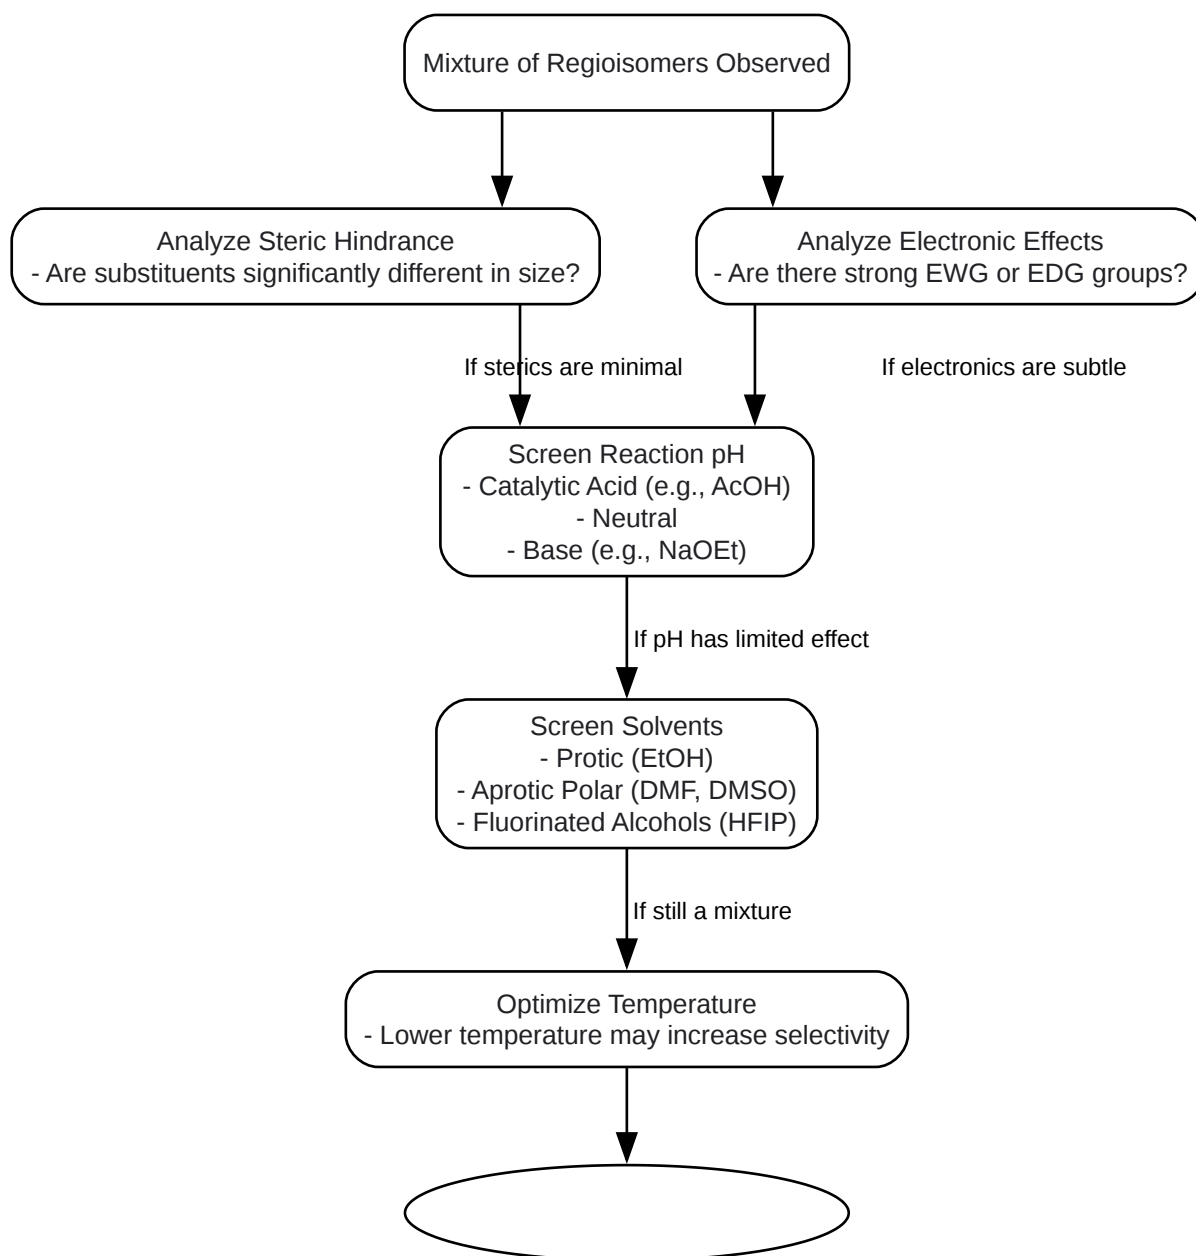 Mixture of Regioisomers Observed
Analyze Steric Hindrance
- Are substituents significantly different in size?
Analyze Electronic Effects
- Are there strong EWG or EDG groups?
If sterics are minimal
If electronics are subtle
Screen Reaction pH
- Catalytic Acid (e.g., AcOH)
- Neutral
- Base (e.g., NaOEt)
If pH has limited effect
Screen Solvents
- Protic (EtOH)
- Aprotic Polar (DMF, DMSO)
- Fluorinated Alcohols (HFIP)
If still a mixture
Optimize Temperature
- Lower temperature may increase selectivity